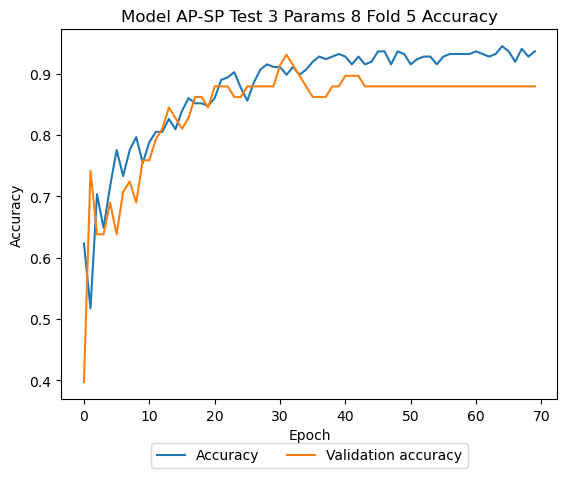 Model AP-SP Test 3 Params 8 Fold 5 Accuracy
Accuracy
0.9
0.8
0.7
0.6
0.5
0.4
0 10 20 30 40 50 60 70
Epoch
Accuracy Validation accuracy